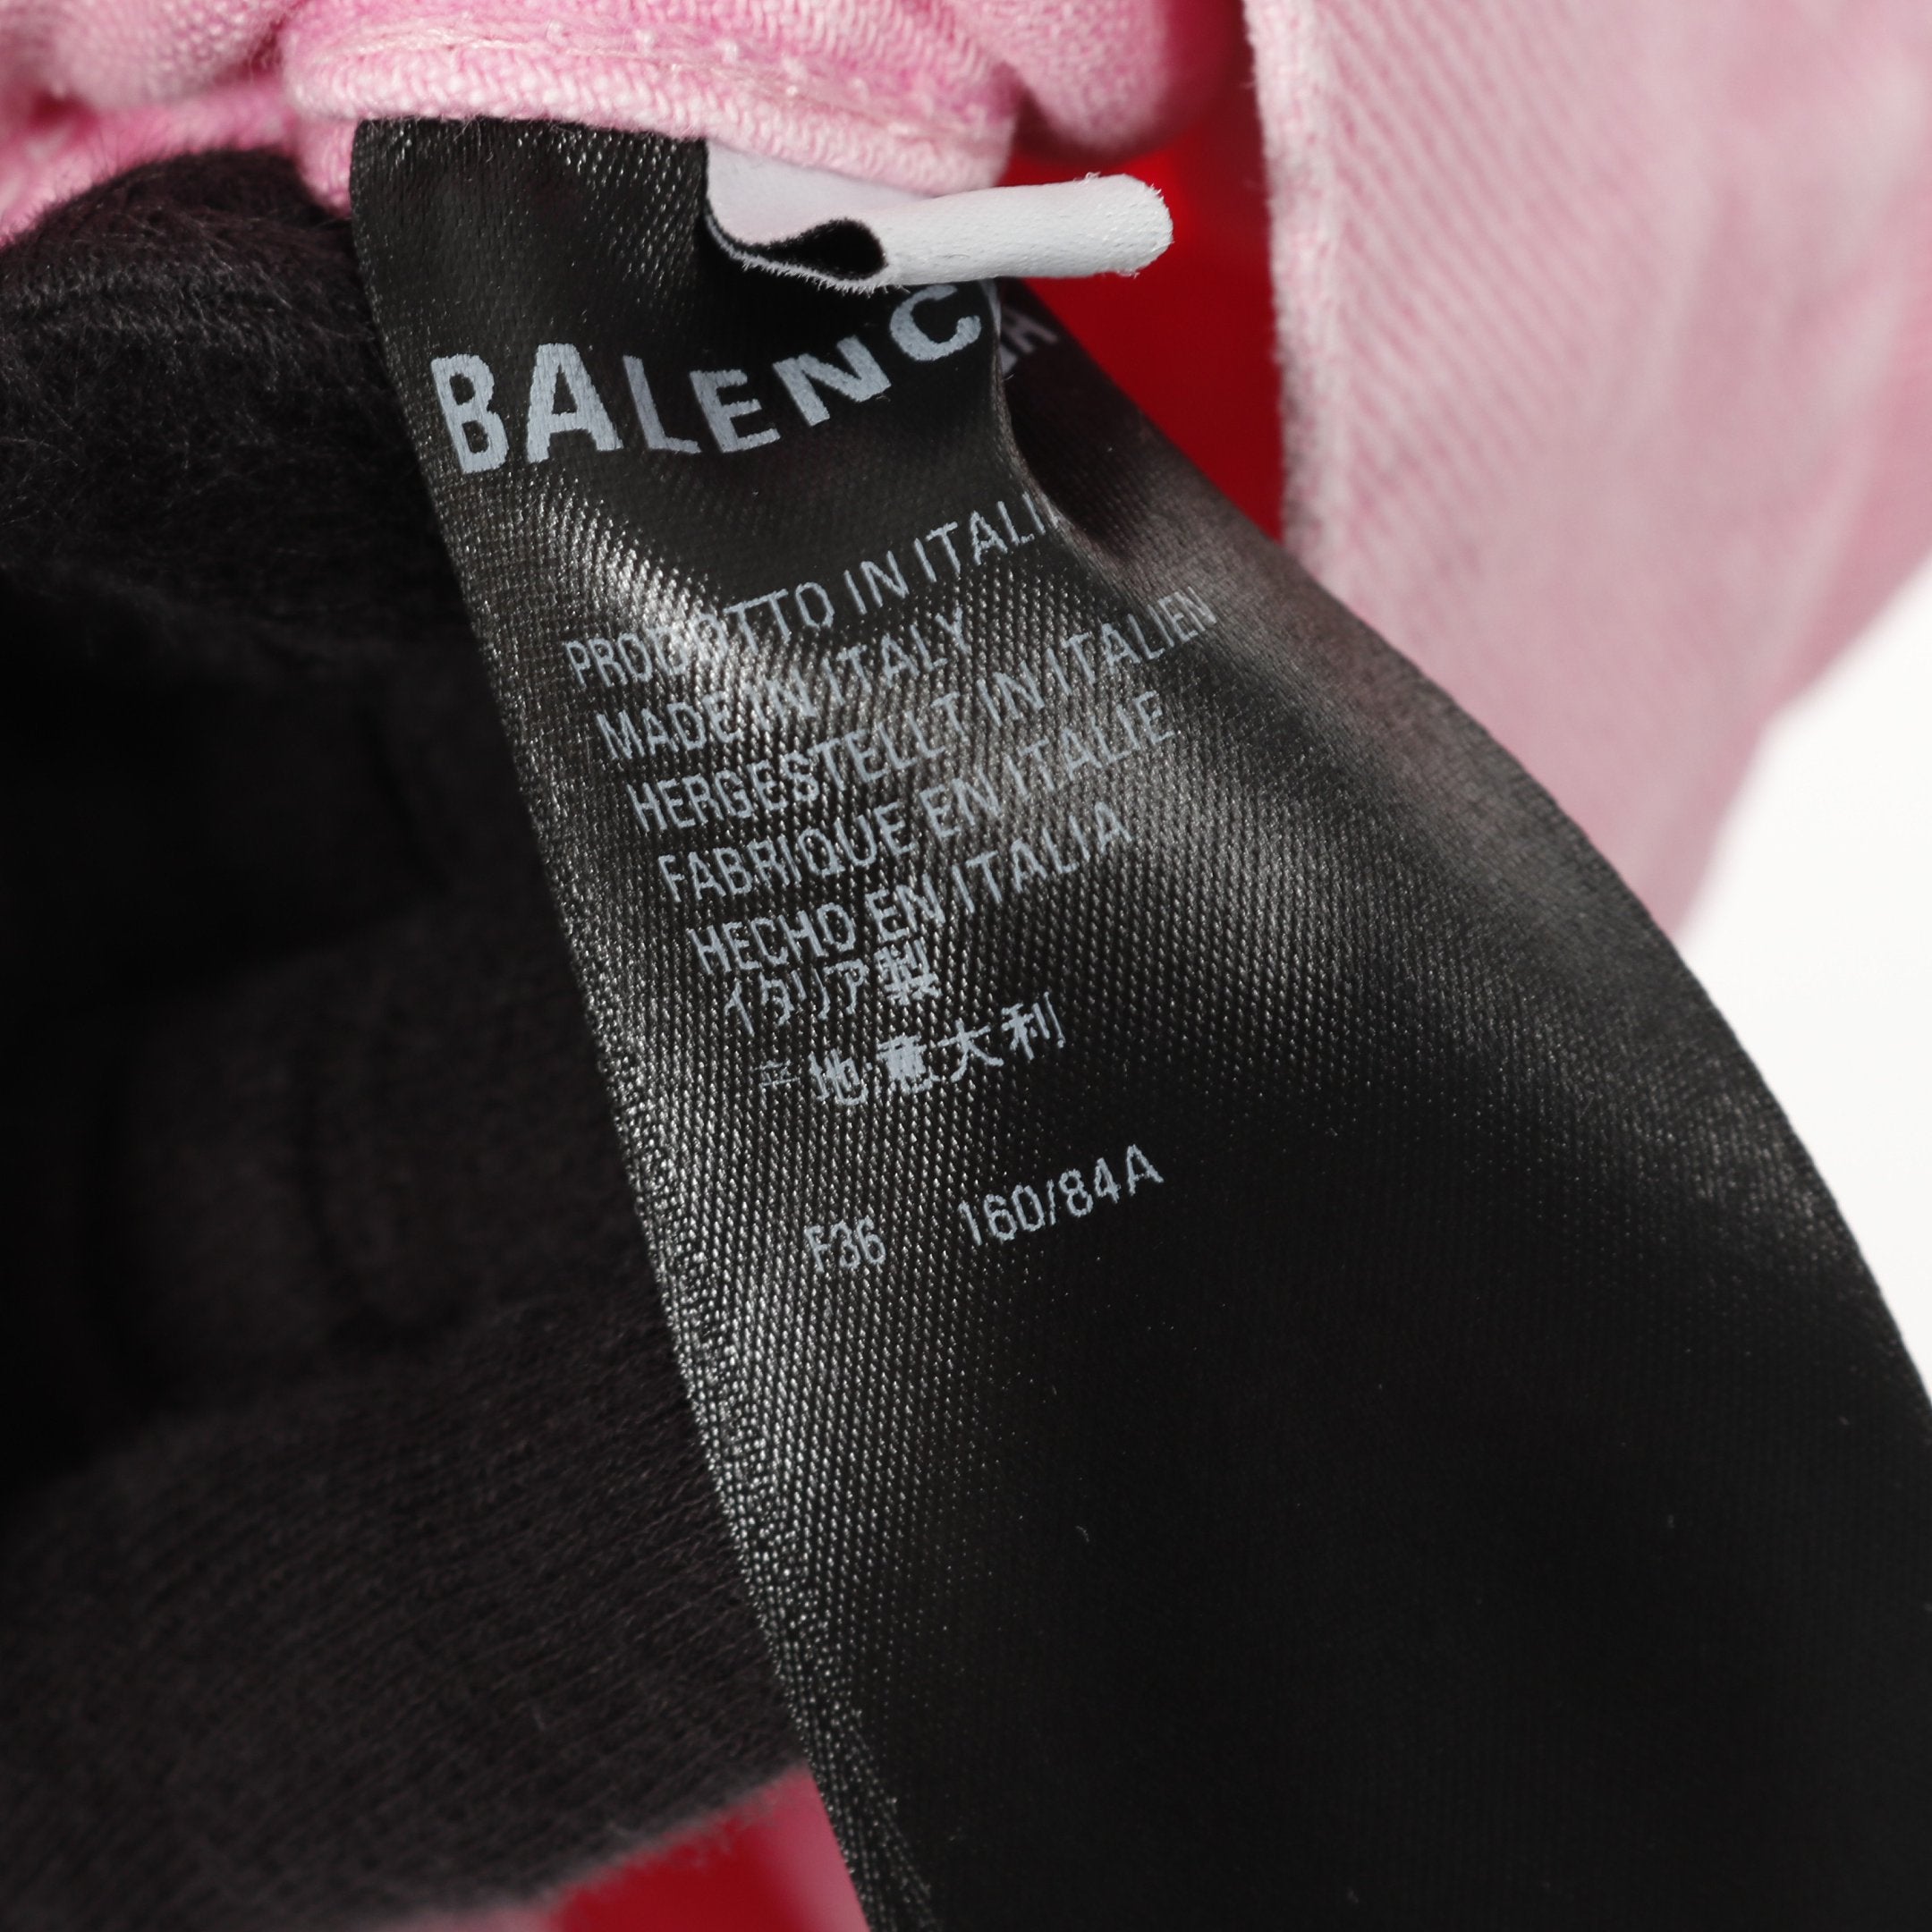 BALENC
PRODOTTO IN ITALI
MADE IN ITALY
HERGESTELLT IN ITALIEN
FABRIQUE EN ITALIE
HECHO EN ITALIA
イタリア製
产地:意大利
F36 160/84A